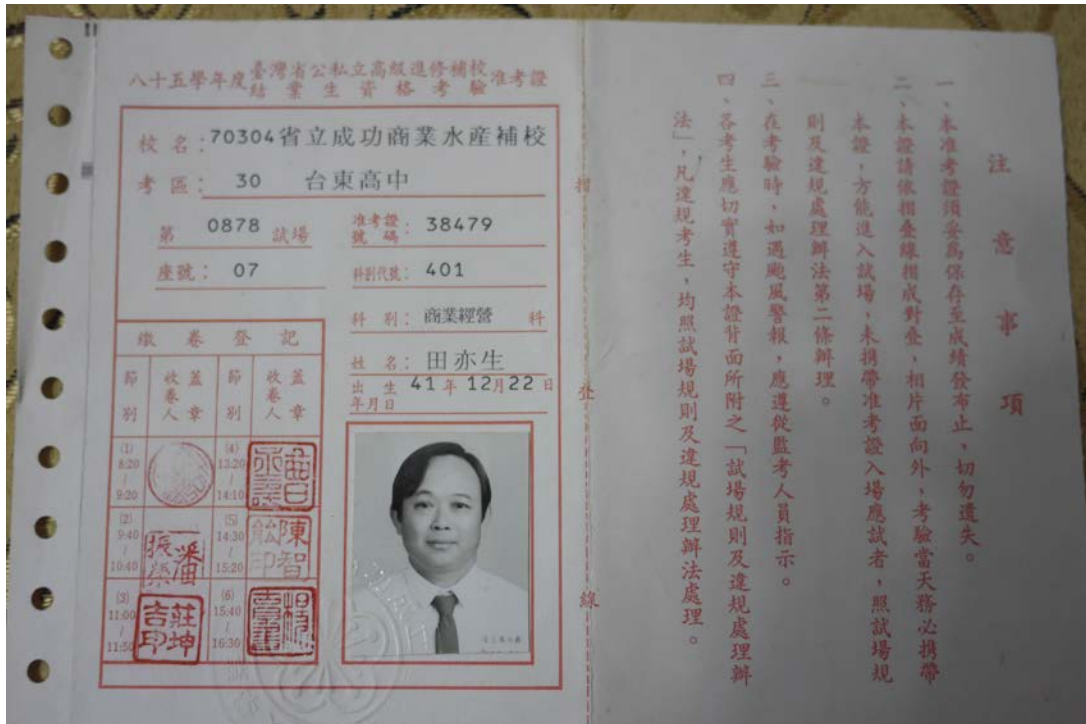 八十五學年度臺灣省公私立高級進修補校結業生資格考驗准考證
校名：70304省立成功商業水產補校
考區：30 台東高中
第 0878 試場
准考證號碼：38479
座號：07
科別代號：401
科別：商業經營 科
姓名：田亦生
出生年月日 41年12月22日
繳卷登記
節別 收卷人蓋章 節別 收卷人蓋章
(1) 8:20 | 9:20
(4) 13:20 | 14:10
(2) 9:40 | 10:40
(5) 14:30 | 15:20
陳智
(3) 11:00 | 11:50
莊坤吉印
(6) 15:40 | 16:30
摺疊線
注意事項
一、本准考證須妥為保存至成績發布止，切勿遺失。
二、本證請依摺疊線摺成對疊，相片面向外，考驗當天務必携帶
本證，方能進入試場，未携帶准考證入場應試者，照試場規
則及違規處理辦法第二條辦理。
三、在考驗時，如遇颱風警報，應遵從監考人員指示。
四、各考生應切實遵守本證背面所附之「試場規則及違規處理辦
法」，凡違規考生，均照試場規則及違規處理辦法處理。